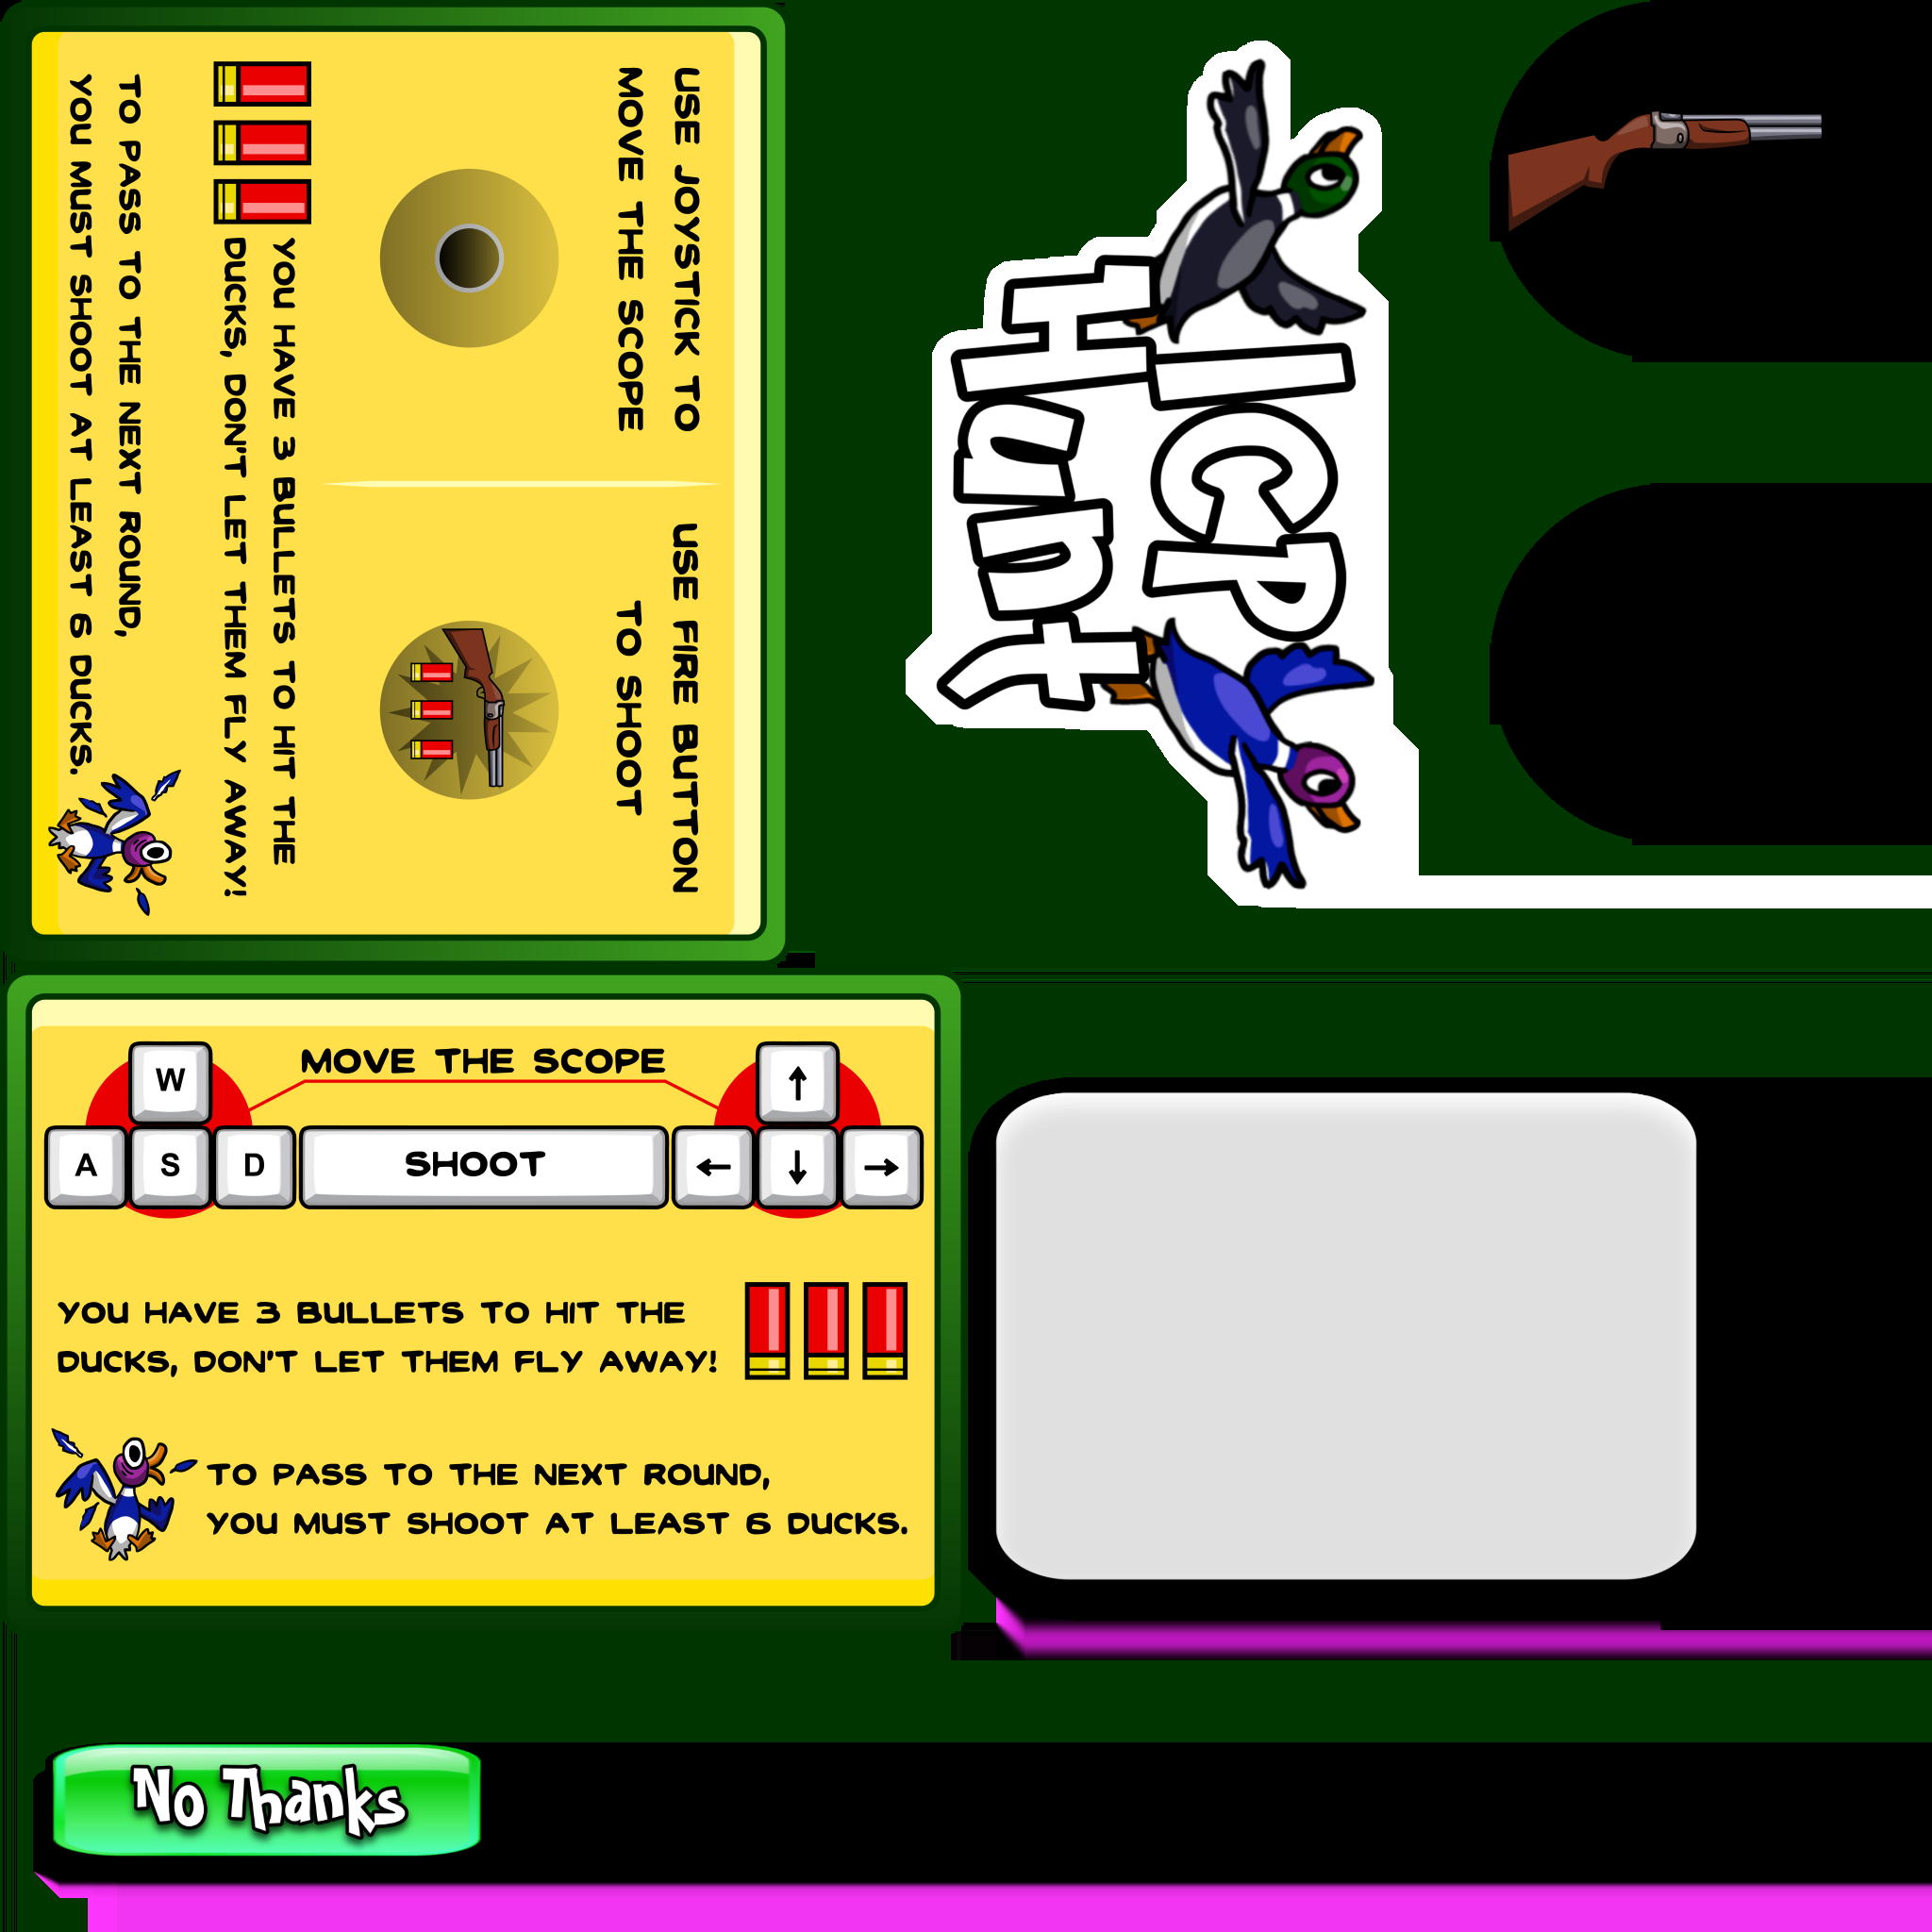 USE JOYSTICK TO
MOVE THE SCOPE
USE FIRE BUTTON
TO SHOOT
YOU HAVE 3 BULLETS TO HIT THE
DUCKS, DON'T LET THEM FLY AWAY!
TO PASS TO THE NEXT ROUND,
YOU MUST SHOOT AT LEAST 6 DUCKS.
ICP
Hunt
MOVE THE SCOPE
W
↑
A S D SHOOT ← ↓ →
YOU HAVE 3 BULLETS TO HIT THE
DUCKS, DON'T LET THEM FLY AWAY!
TO PASS TO THE NEXT ROUND,
YOU MUST SHOOT AT LEAST 6 DUCKS.
No Thanks